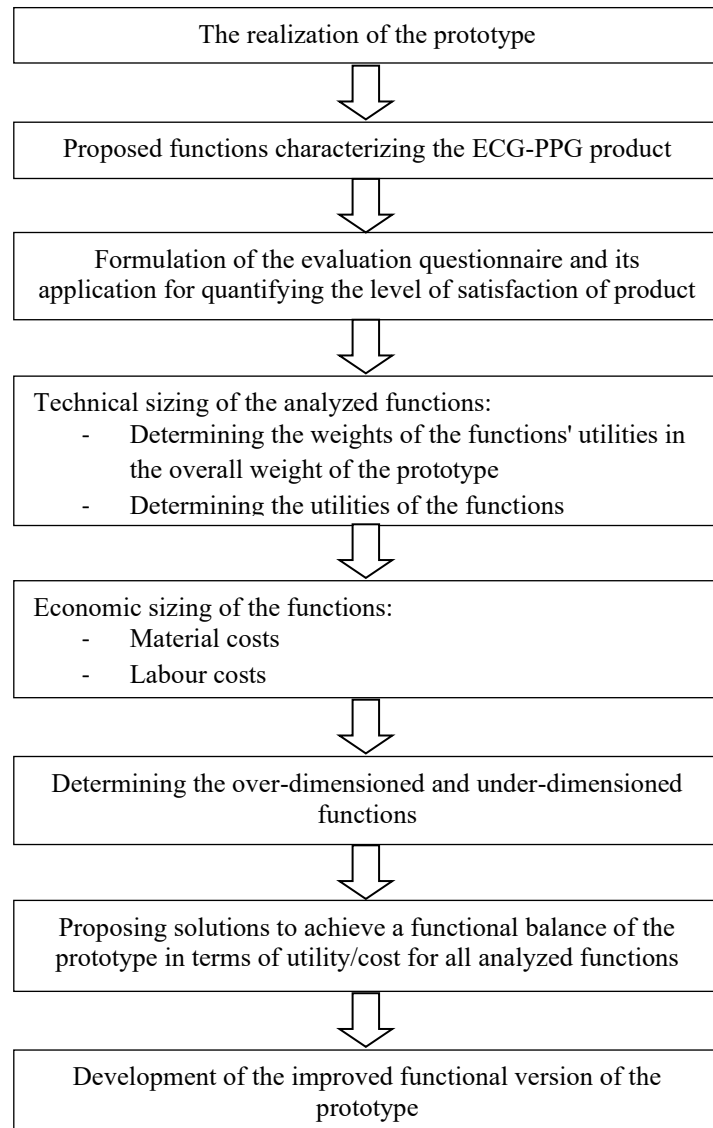 The realization of the prototype
Proposed functions characterizing the ECG-PPG product
Formulation of the evaluation questionnaire and its
application for quantifying the level of satisfaction of product
Technical sizing of the analyzed functions:
- Determining the weights of the functions' utilities in
the overall weight of the prototype
- Determining the utilities of the functions
Economic sizing of the functions:
- Material costs
- Labour costs
Determining the over-dimensioned and under-dimensioned
functions
Proposing solutions to achieve a functional balance of the
prototype in terms of utility/cost for all analyzed functions
Development of the improved functional version of the
prototype